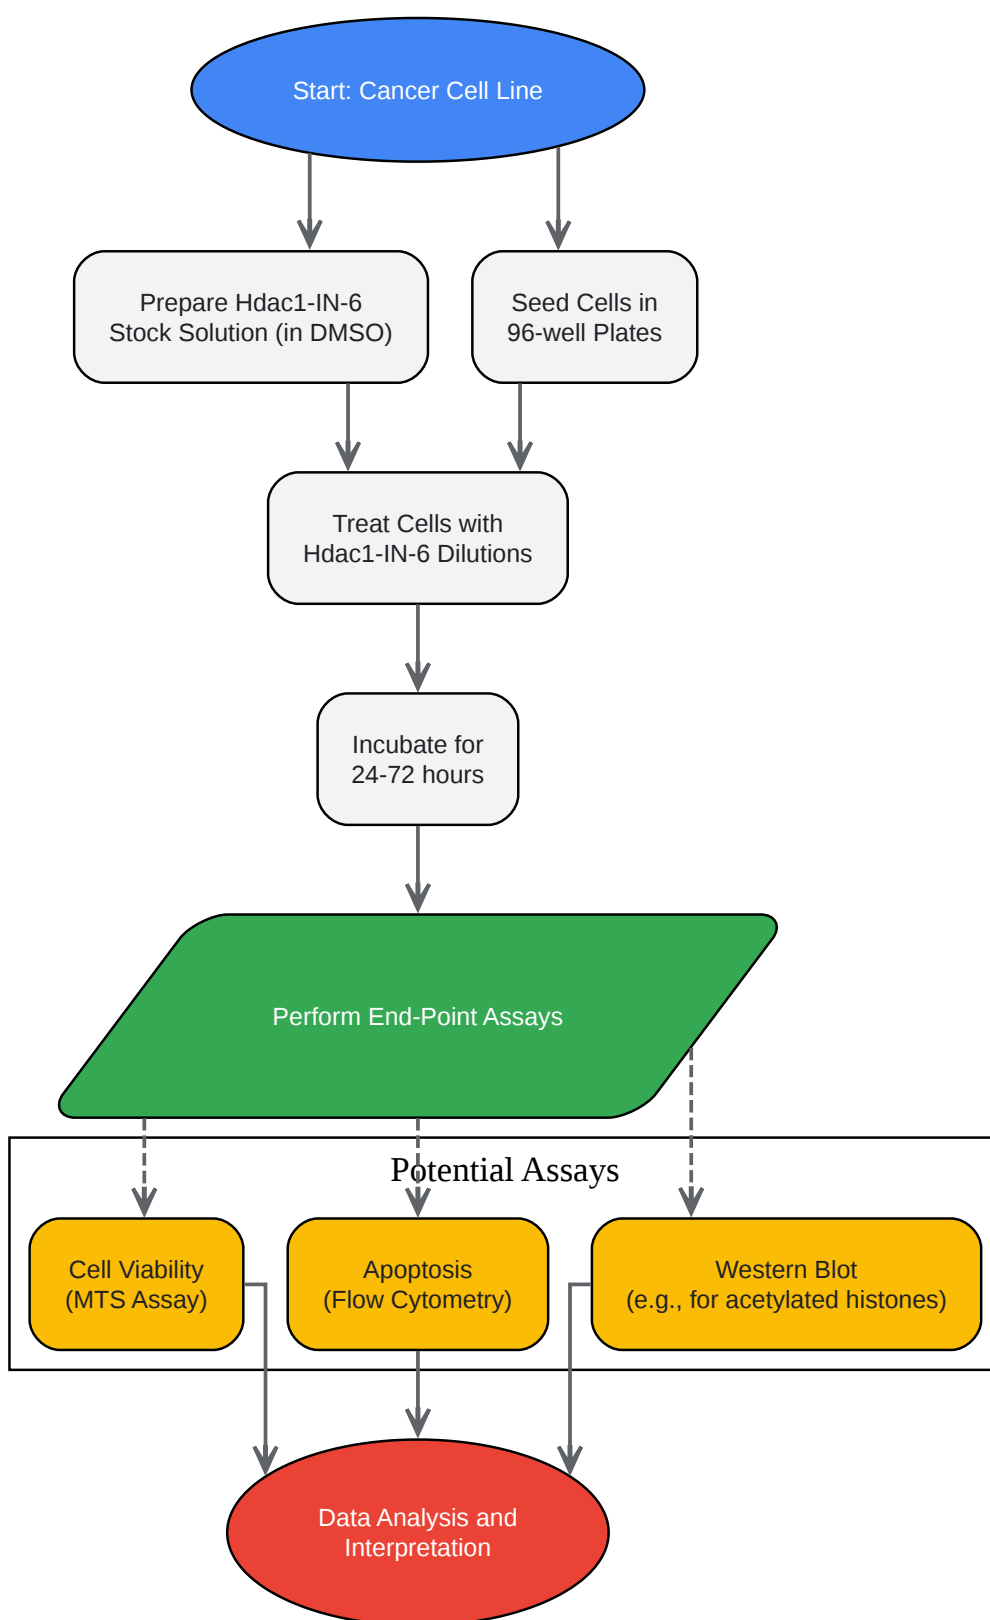 Start: Cancer Cell Line
Prepare Hdac1-IN-6
Stock Solution (in DMSO)
Seed Cells in
96-well Plates
Treat Cells with
Hdac1-IN-6 Dilutions
Incubate for
24-72 hours
Perform End-Point Assays
Potential Assays
Cell Viability
(MTS Assay)
Apoptosis
(Flow Cytometry)
Western Blot
(e.g., for acetylated histones)
Data Analysis and
Interpretation